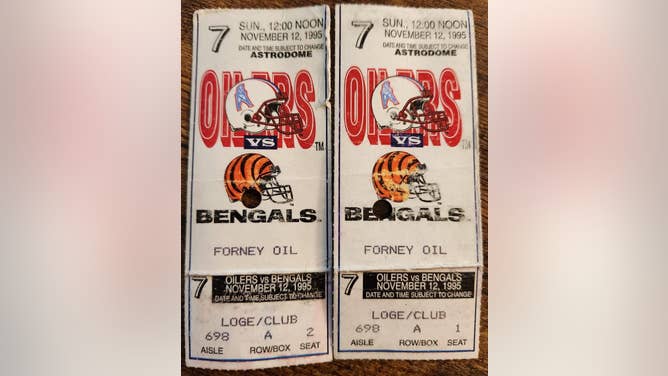 7 SUN., 12:00 NOON
NOVEMBER 12, 1995
DATE AND TIME SUBJECT TO CHANGE
ASTRODOME
OILERS
VS
TM
BENGALS
FORNEY OIL
7 OILERS vs BENGALS
NOVEMBER 12, 1995
DATE AND TIME SUBJECT TO CHANGE
LOGE/CLUB
698 A 2
AISLE ROW/BOX SEAT
7 SUN., 12:00 NOON
NOVEMBER 12, 1995
DATE AND TIME SUBJECT TO CHANGE
ASTRODOME
OILERS
VS
TM
BENGALS
FORNEY OIL
7 OILERS vs BENGALS
NOVEMBER 12, 1995
DATE AND TIME SUBJECT TO CHANGE
LOGE/CLUB
698 A 1
AISLE ROW/BOX SEAT